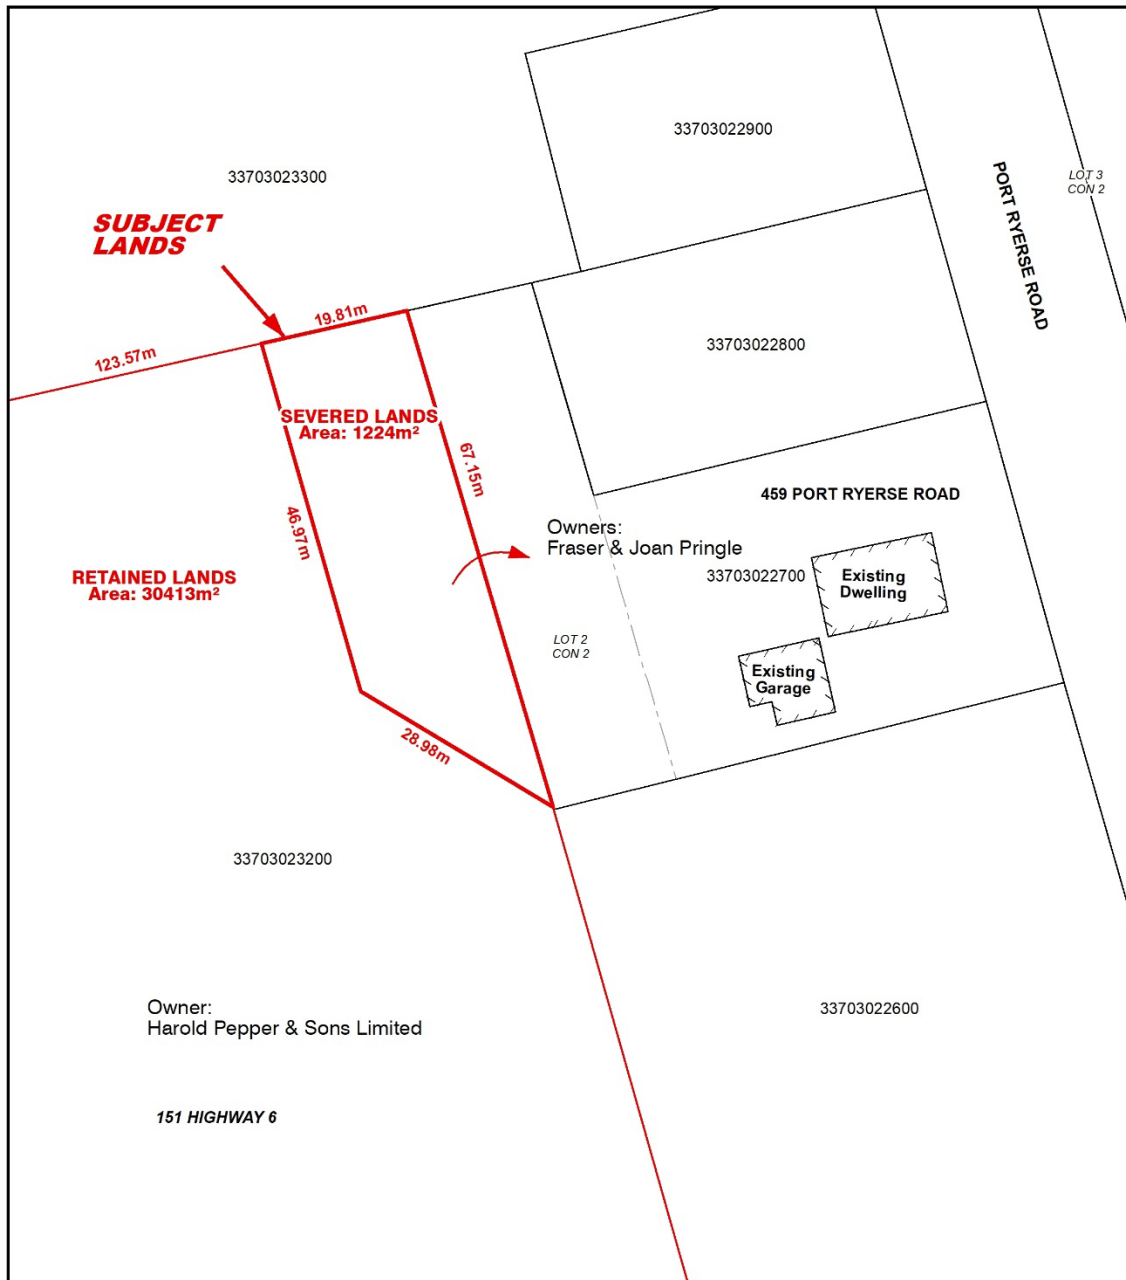 33703022900
33703023300
LOT 3
CON 2
PORT RYERSE ROAD
SUBJECT
LANDS
19.81m
123.57m
33703022800
SEVERED LANDS
Area: 1224m²
67.15m
46.97m
459 PORT RYERSE ROAD
Owners:
Fraser & Joan Pringle
33703022700
Existing
Dwelling
RETAINED LANDS
Area: 30413m²
LOT 2
CON 2
Existing
Garage
28.98m
33703023200
Owner:
Harold Pepper & Sons Limited
33703022600
151 HIGHWAY 6